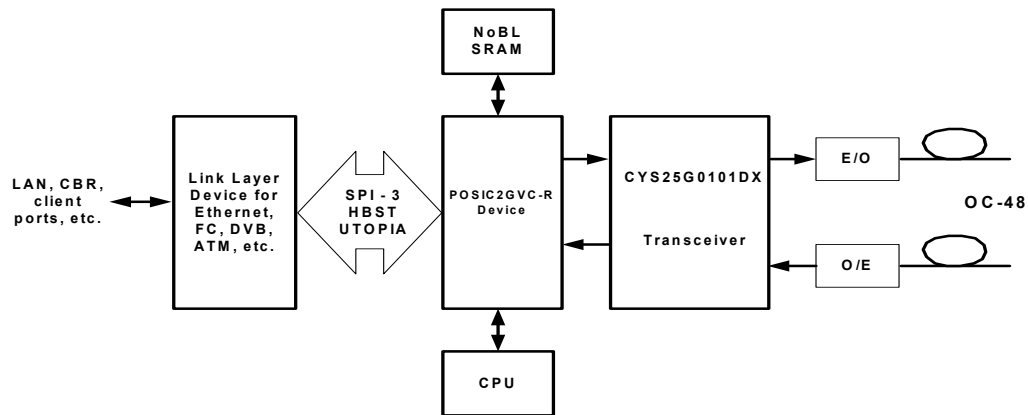 NoBL
SRAM
LAN, CBR,
client
ports, etc.
Link Layer
Device for
Ethernet,
FC, DVB,
ATM, etc.
SPI - 3
HBST
UTOPIA
POSIC2GVC-R
Device
CYS25G0101DX
Transceiver
E/O
O/E
OC-48
CPU